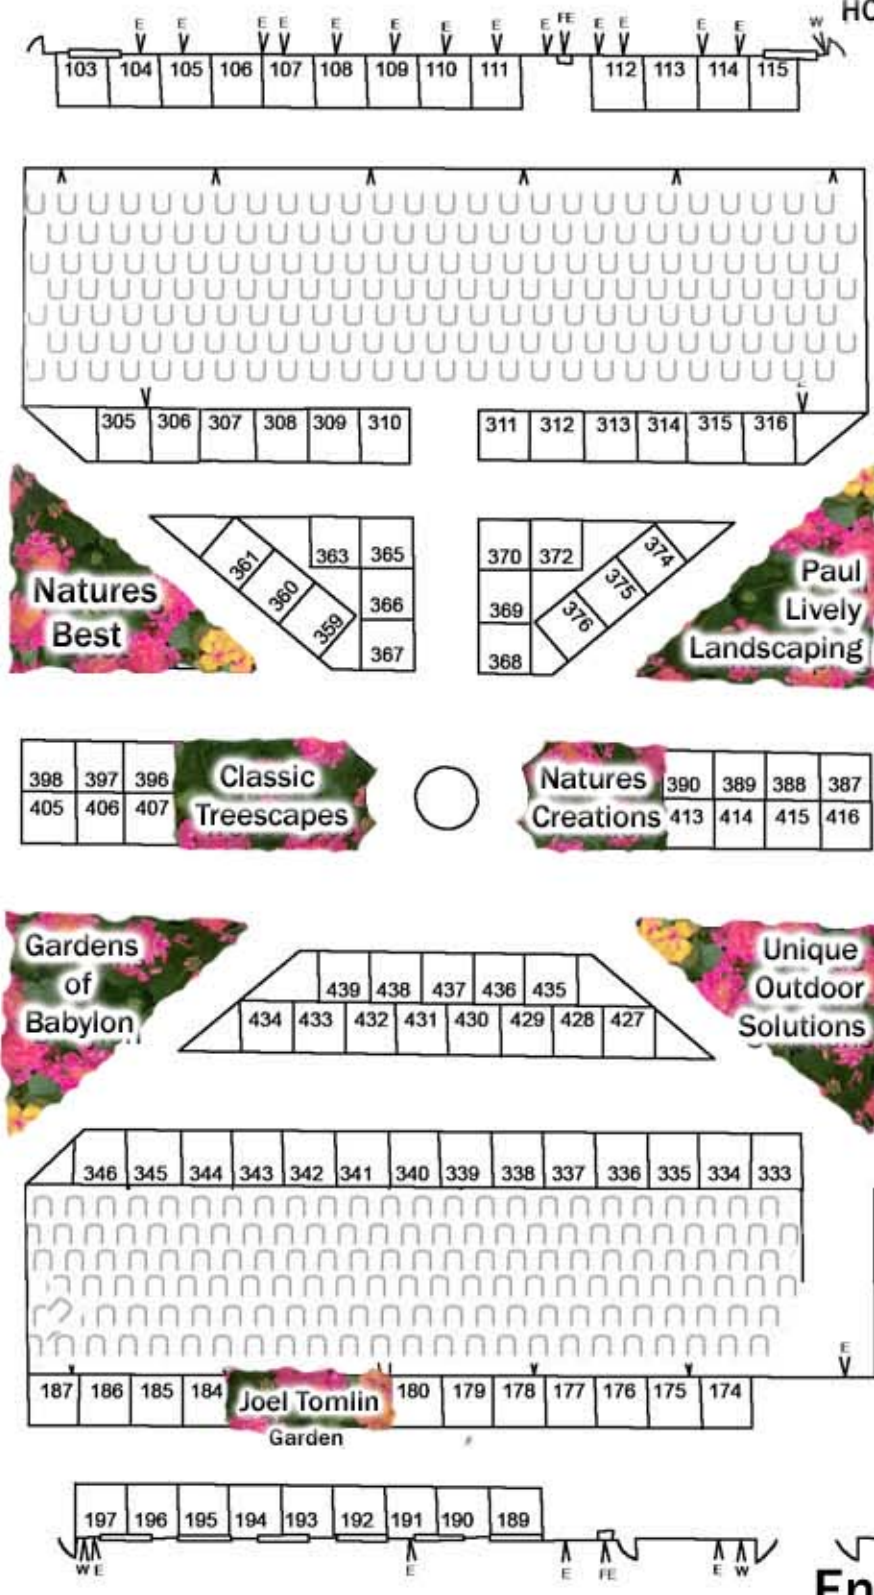 HO
E E E E E E E E E FE E E E E W
103 104 105 106 107 108 109 110 111 112 113 114 115
305 306 307 308 309 310 311 312 313 314 315 316
361 363 365 370 372 374
360 366 369 375
359 367 368 376
Natures
Best
Paul
Lively
Landscaping
398 397 396
405 406 407
Classic
Treescapes
Natures
Creations
390 389 388 387
413 414 415 416
Gardens
of
Babylon
439 438 437 436 435
434 433 432 431 430 429 428 427
Unique
Outdoor
Solutions
346 345 344 343 342 341 340 339 338 337 336 335 334 333
E
187 186 185 184
Joel Tomlin
Garden
180 179 178 177 176 175 174
197 196 195 194 193 192 191 190 189
W E E E FE E W
En